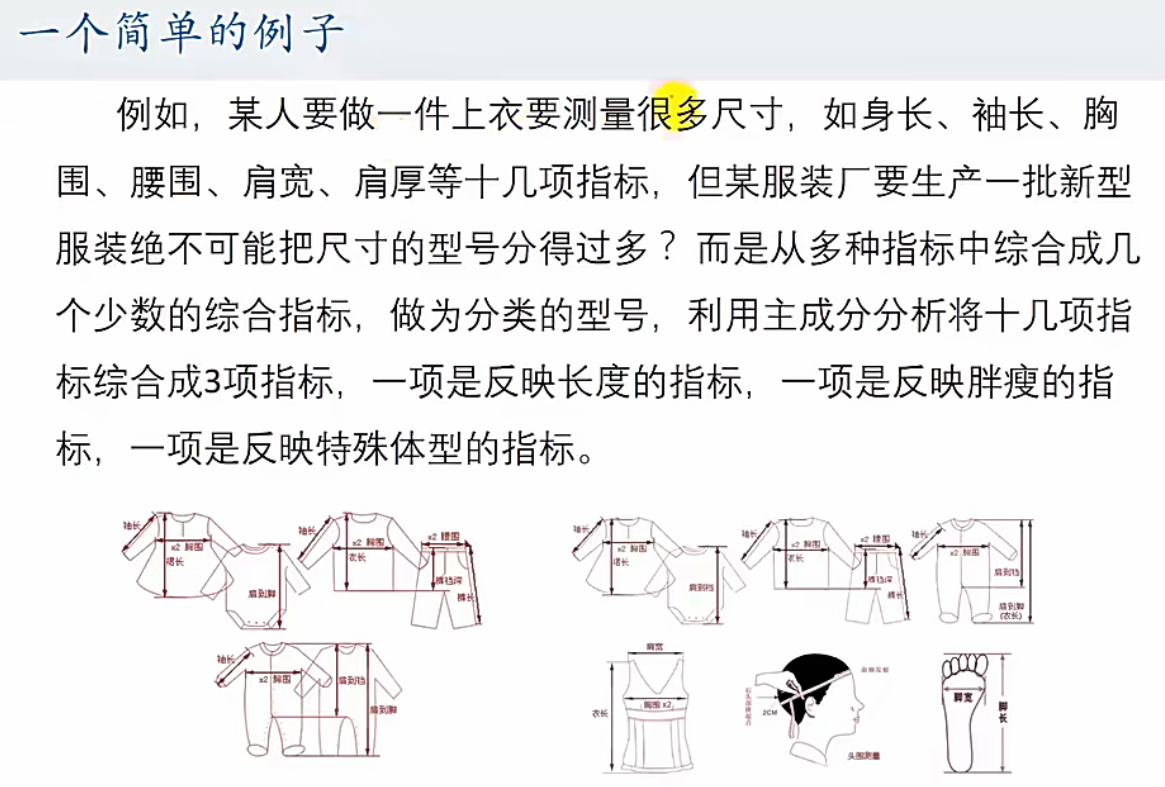 一个简单的例子
例如，某人要做一件上衣要测量很多尺寸，如身长、袖长、胸
围、腰围、肩宽、肩厚等十几项指标，但某服装厂要生产一批新型
服装绝不可能把尺寸的型号分得过多？而是从多种指标中综合成几
个少数的综合指标，做为分类的型号，利用主成分分析将十几项指
标综合成3项指标，一项是反映长度的指标，一项是反映胖瘦的指
标，一项是反映特殊体型的指标。
袖长
x2 胸围
裙长
肩到脚
袖长
x2 胸围
衣长
x2 腰围
裤裆深
裤长
袖长
x2 胸围
裙长
肩到裆
袖长
x2 胸围
衣长
x2 腰围
裤裆深
裤长
袖长
x2 胸围
肩到裆
肩到脚
(衣长)
袖长
x2 胸围
肩到裆
肩到脚
肩宽
胸围 x2
衣长
2CM
头围测量
脚宽
脚长